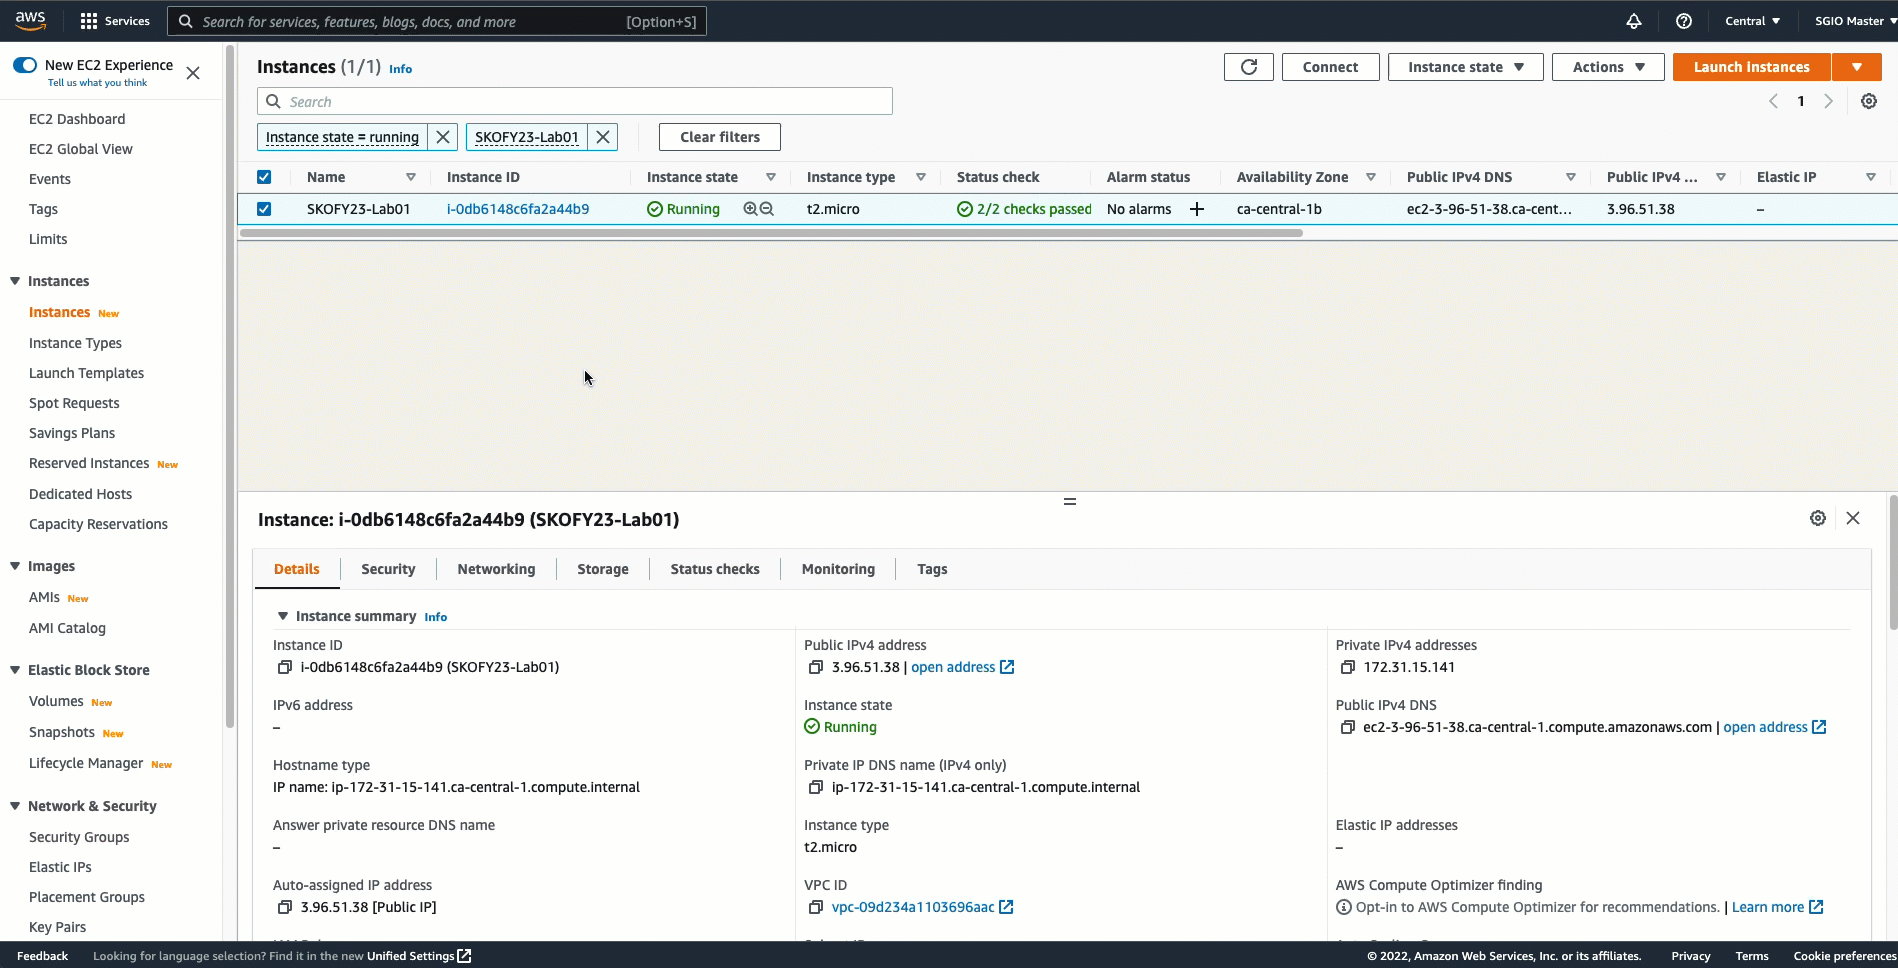 aws Services Search for services, features, blogs, docs, and more [Option+S] Central SGIO Master
New EC2 Experience
Tell us what you think
EC2 Dashboard
EC2 Global View
Events
Tags
Limits
Instances
Instances New
Instance Types
Launch Templates
Spot Requests
Savings Plans
Reserved Instances New
Dedicated Hosts
Capacity Reservations
Images
AMIs New
AMI Catalog
Elastic Block Store
Volumes New
Snapshots New
Lifecycle Manager New
Network & Security
Security Groups
Elastic IPs
Placement Groups
Key Pairs
Instances (1/1) Info Connect Instance state Actions Launch instances
Search 1
Instance state = running SKOFY23-Lab01 Clear filters
Name Instance ID Instance state Instance type Status check Alarm status Availability Zone Public IPv4 DNS Public IPv4 ... Elastic IP
SKOFY23-Lab01 i-0db6148c6fa2a44b9 Running t2.micro 2/2 checks passed No alarms ca-central-1b ec2-3-96-51-38.ca-cent... 3.96.51.38 –
Instance: i-0db6148c6fa2a44b9 (SKOFY23-Lab01)
Details Security Networking Storage Status checks Monitoring Tags
Instance summary Info
Instance ID
i-0db6148c6fa2a44b9 (SKOFY23-Lab01)
Public IPv4 address
3.96.51.38 | open address
Private IPv4 addresses
172.31.15.141
IPv6 address
–
Instance state
Running
Public IPv4 DNS
ec2-3-96-51-38.ca-central-1.compute.amazonaws.com | open address
Hostname type
IP name: ip-172-31-15-141.ca-central-1.compute.internal
Private IP DNS name (IPv4 only)
ip-172-31-15-141.ca-central-1.compute.internal
Answer private resource DNS name
–
Instance type
t2.micro
Elastic IP addresses
–
Auto-assigned IP address
3.96.51.38 [Public IP]
VPC ID
vpc-09d234a1103696aac
AWS Compute Optimizer finding
Opt-in to AWS Compute Optimizer for recommendations. | Learn more
Feedback Looking for language selection? Find it in the new Unified Settings © 2022, Amazon Web Services, Inc. or its affiliates. Privacy Terms Cookie preferences